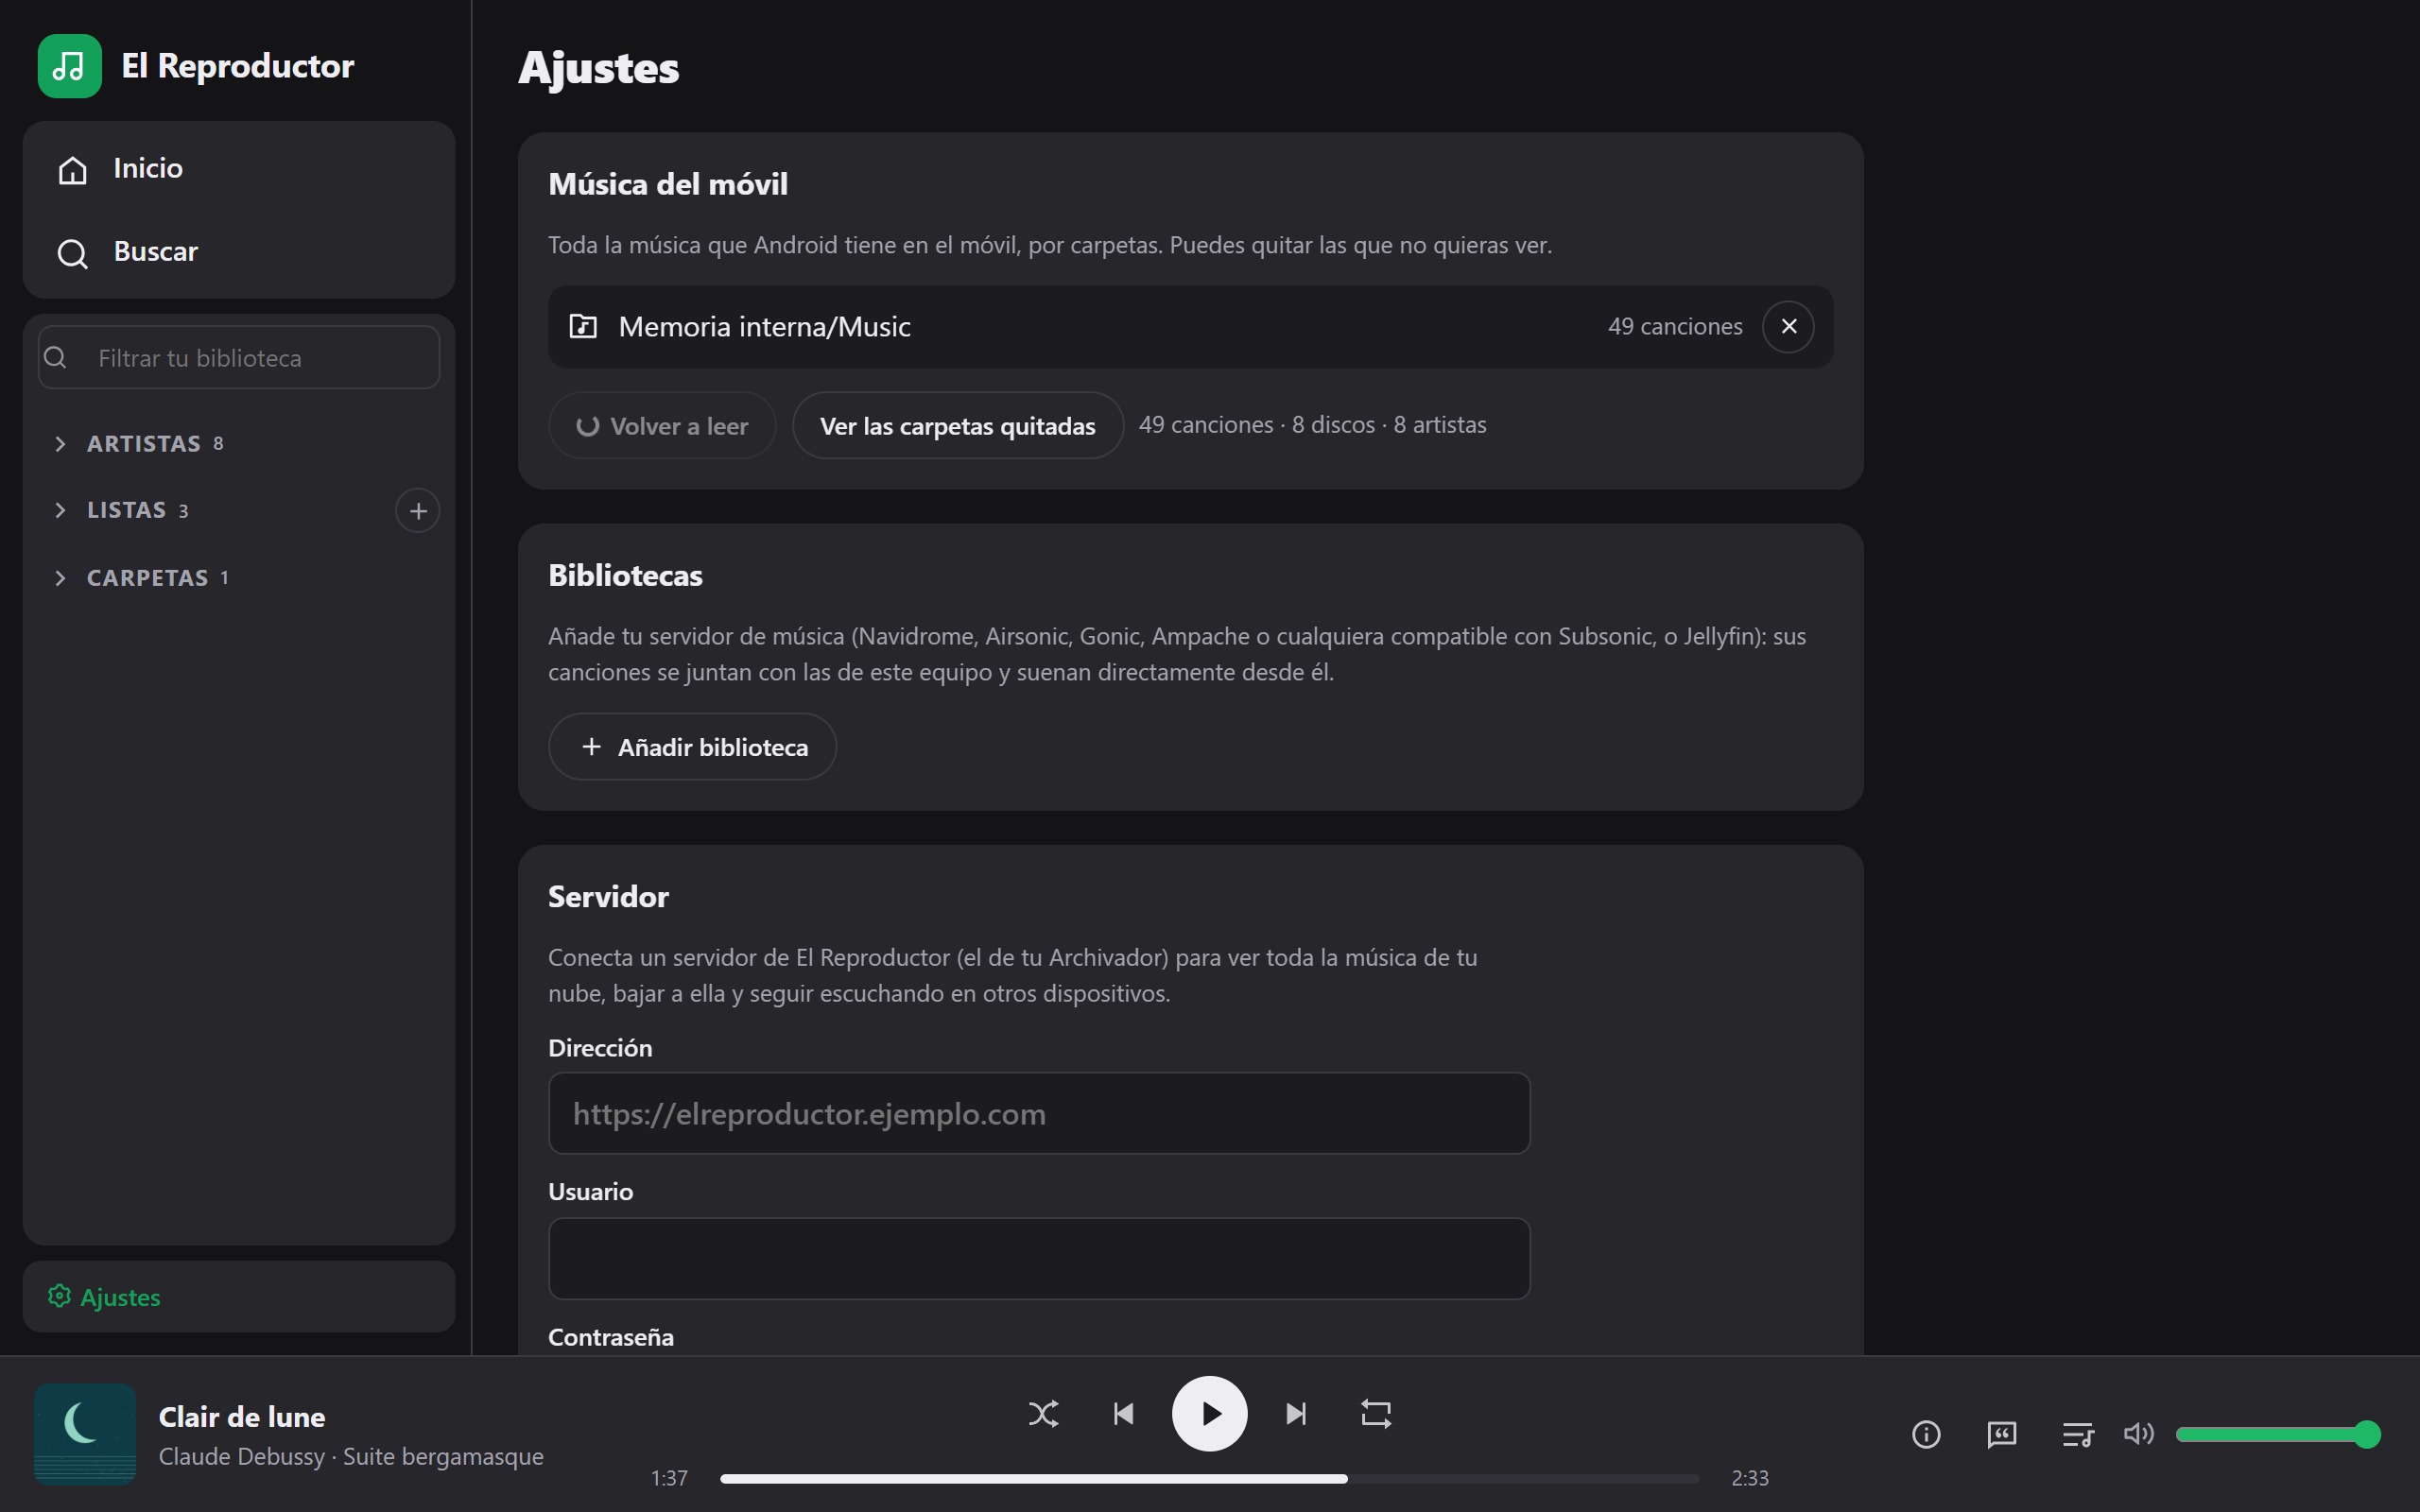 El Reproductor
Inicio
Buscar
Filtrar tu biblioteca
ARTISTAS 8
LISTAS 3
CARPETAS 1
Ajustes
Ajustes
Música del móvil
Toda la música que Android tiene en el móvil, por carpetas. Puedes quitar las que no quieras ver.
Memoria interna/Music
49 canciones
Volver a leer
Ver las carpetas quitadas
49 canciones · 8 discos · 8 artistas
Bibliotecas
Añade tu servidor de música (Navidrome, Airsonic, Gonic, Ampache o cualquiera compatible con Subsonic, o Jellyfin): sus
canciones se juntan con las de este equipo y suenan directamente desde él.
Añadir biblioteca
Servidor
Conecta un servidor de El Reproductor (el de tu Archivador) para ver toda la música de tu
nube, bajar a ella y seguir escuchando en otros dispositivos.
Dirección
https://elreproductor.ejemplo.com
Usuario
Contraseña
Clair de lune
Claude Debussy · Suite bergamasque
1:37
2:33